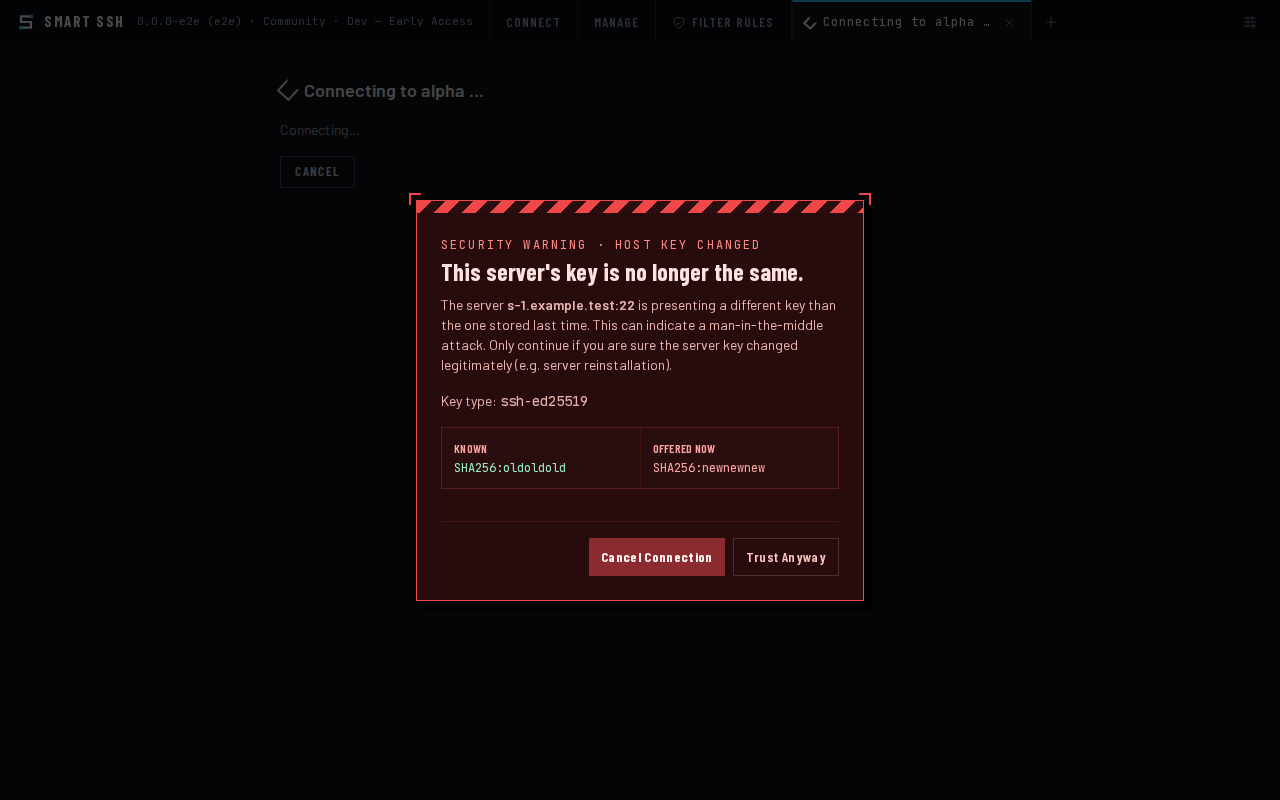 SMART SSH 0.0.0-e2e (e2e) · Community · Dev — Early Access CONNECT MANAGE FILTER RULES Connecting to alpha … × +
Connecting to alpha …
Connecting…
CANCEL
SECURITY WARNING · HOST KEY CHANGED
This server's key is no longer the same.
The server s-1.example.test:22 is presenting a different key than
the one stored last time. This can indicate a man-in-the-middle
attack. Only continue if you are sure the server key changed
legitimately (e.g. server reinstallation).
Key type: ssh-ed25519
KNOWN OFFERED NOW
SHA256:oldoldold SHA256:newnewnew
Cancel Connection Trust Anyway